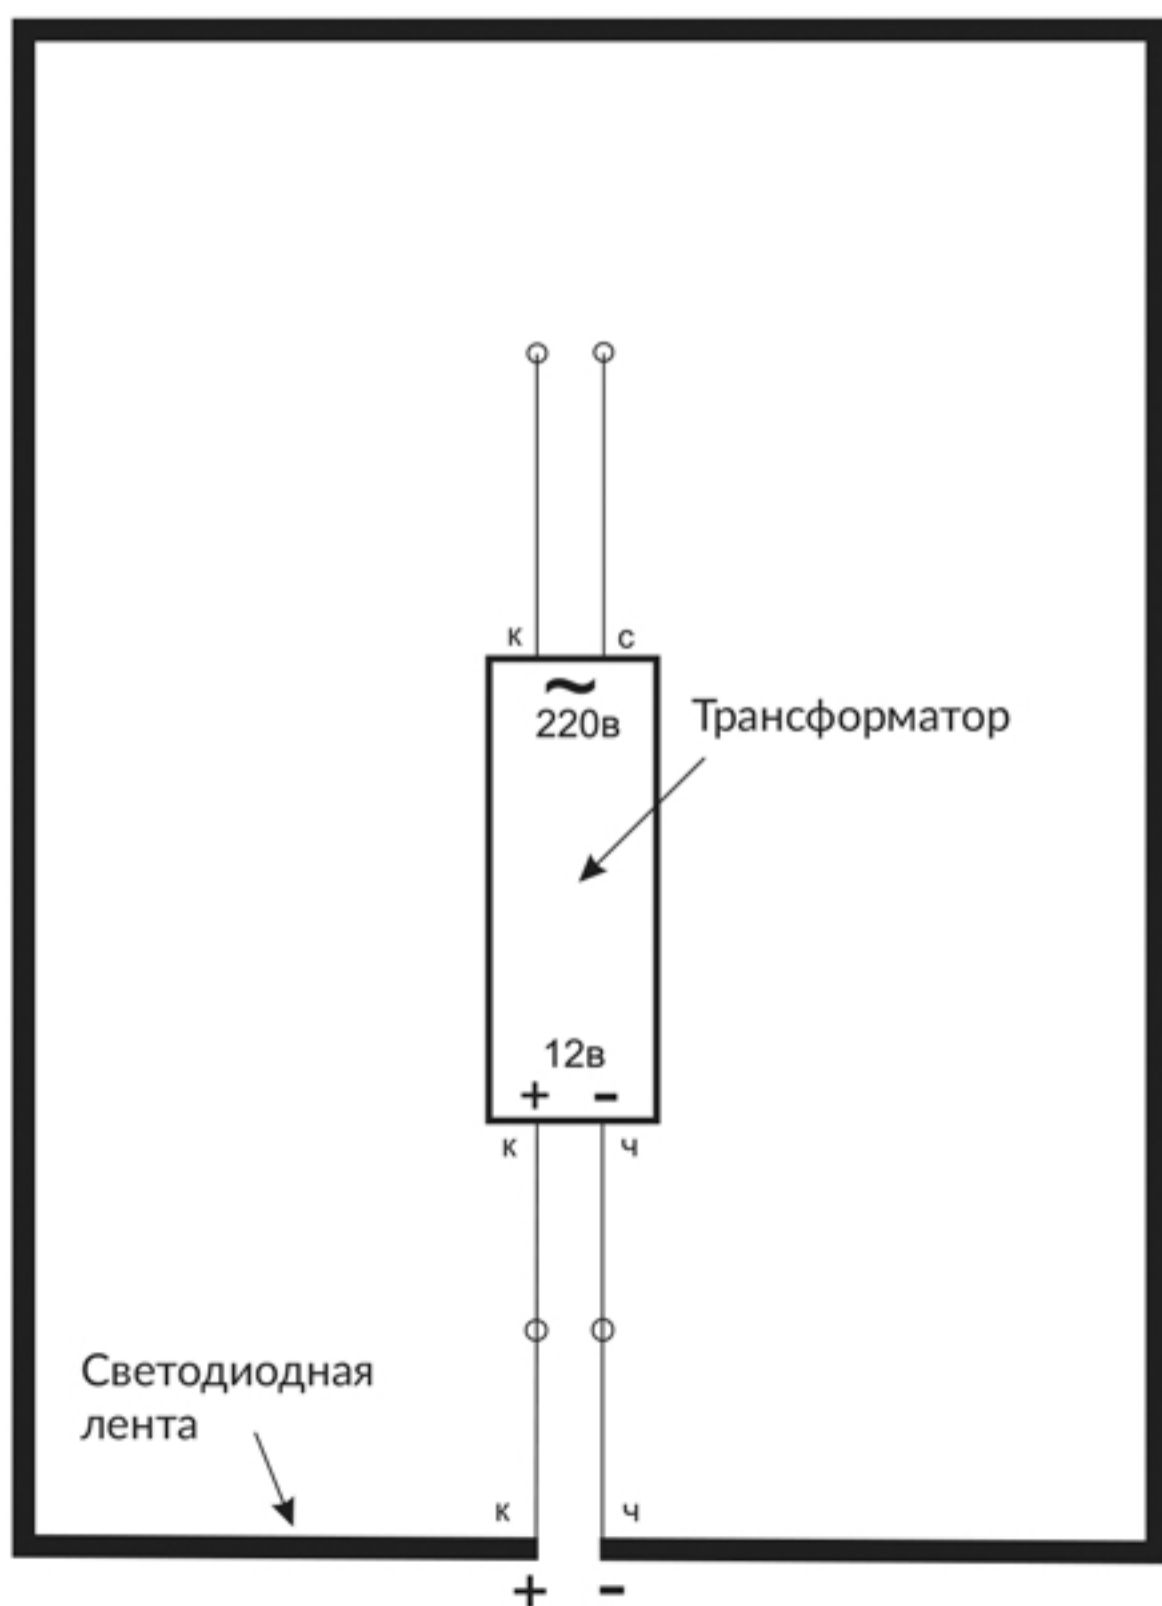 к с
~
220в
Трансформатор
12в
+ -
к ч
Светодиодная
лента
к ч
+ -